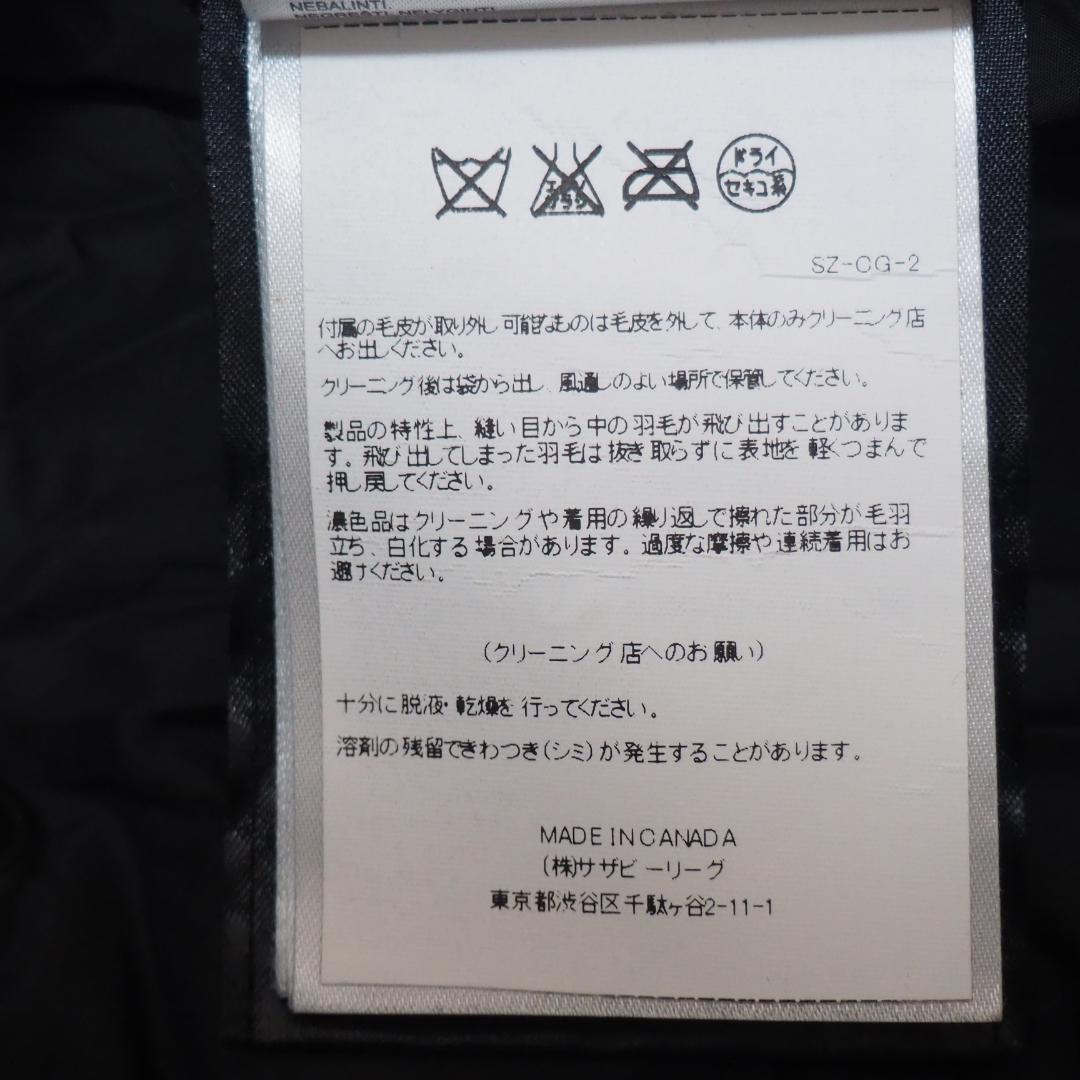 NEBALINTI.
ドライ
セキユ系
SZ-CG-2
付属の毛皮が取り外し可能なものは毛皮を外して、本体のみクリーニング店
へお出しください。
クリーニング後は袋から出し、風通しのよい場所で保管してください。
製品の特性上、縫い目から中の羽毛が飛び出すことがありま
す。飛び出してしまった羽毛は抜き取らずに表地を軽くつまんで
押し戻してください。
濃色品はクリーニングや着用の繰り返しで擦れた部分が毛羽
立ち、白化する場合があります。過度な摩擦や連続着用はお
避けください。
(クリーニング店へのお願い)
十分に脱液・乾燥を行ってください。
溶剤の残留できわつき(シミ)が発生することがあります。
MADE IN CANADA
(株)サザビーリーグ
東京都渋谷区千駄ヶ谷2-11-1